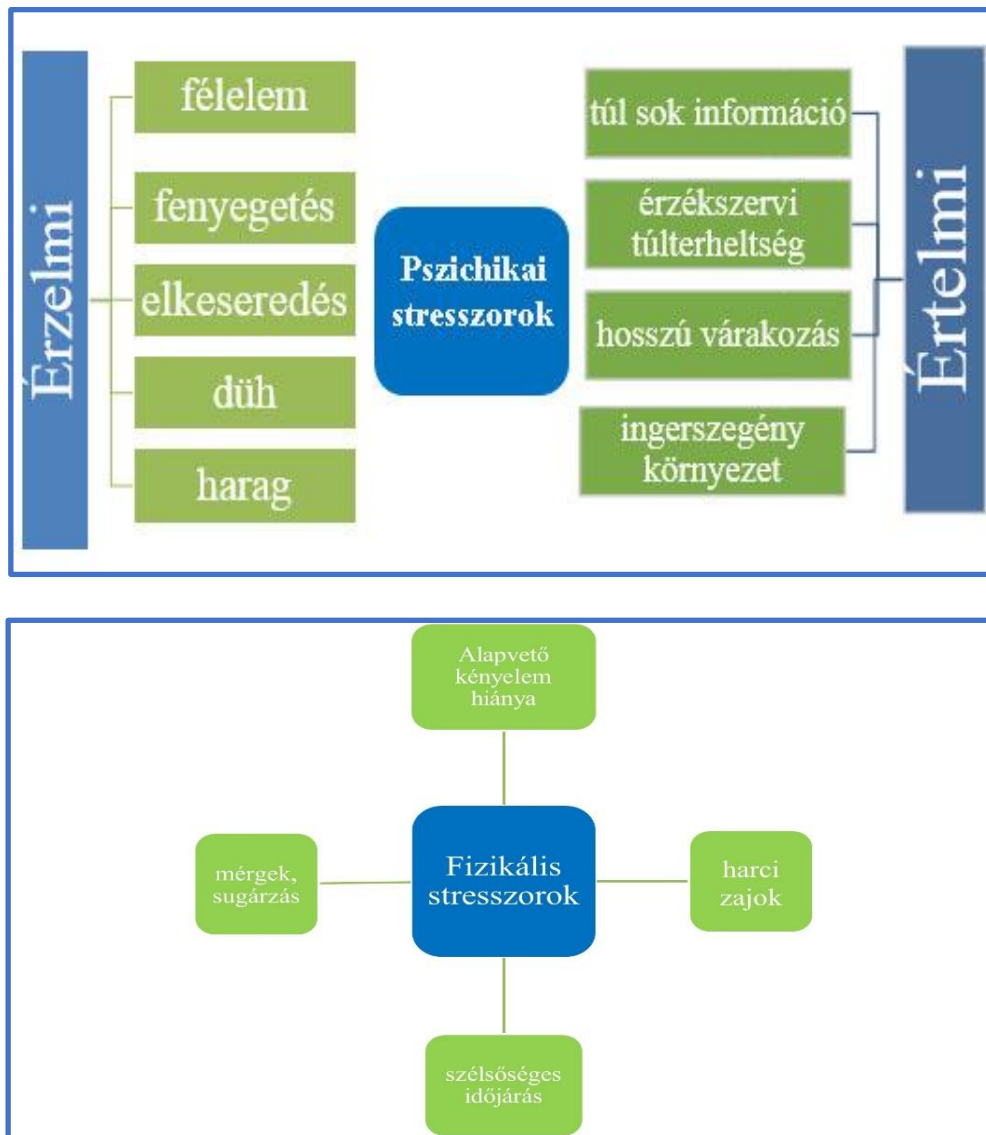 Érzelmi
félelem
fenyegetés
elkeseredés
düh
harag
Pszichikai
stresszorok
túl sok információ
érzékszervi
túlterheltség
hosszú várakozás
ingerszegény
környezet
Értelmi
Alapvető
kényelem
hiánya
mérgek,
sugárzás
Fizikális
stresszorok
harci
zajok
szélsőséges
időjárás